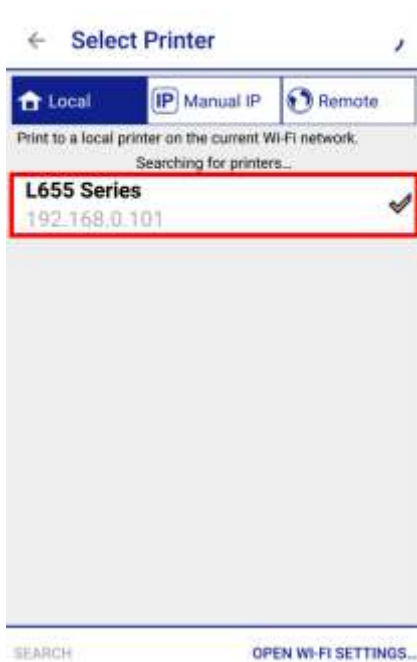 Select Printer
Local
IP Manual IP
Remote
Print to a local printer on the current Wi-Fi network.
Searching for printers...
L655 Series
192.168.0.101
SEARCH
OPEN WI-FI SETTINGS...